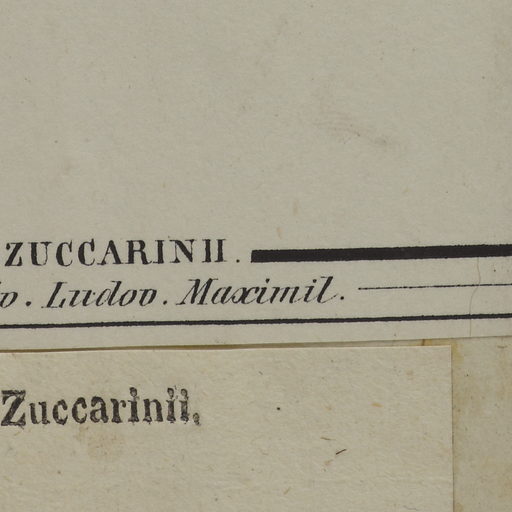 ZUCCARINII.
Ludov. Maximil.
Zuccarinii,